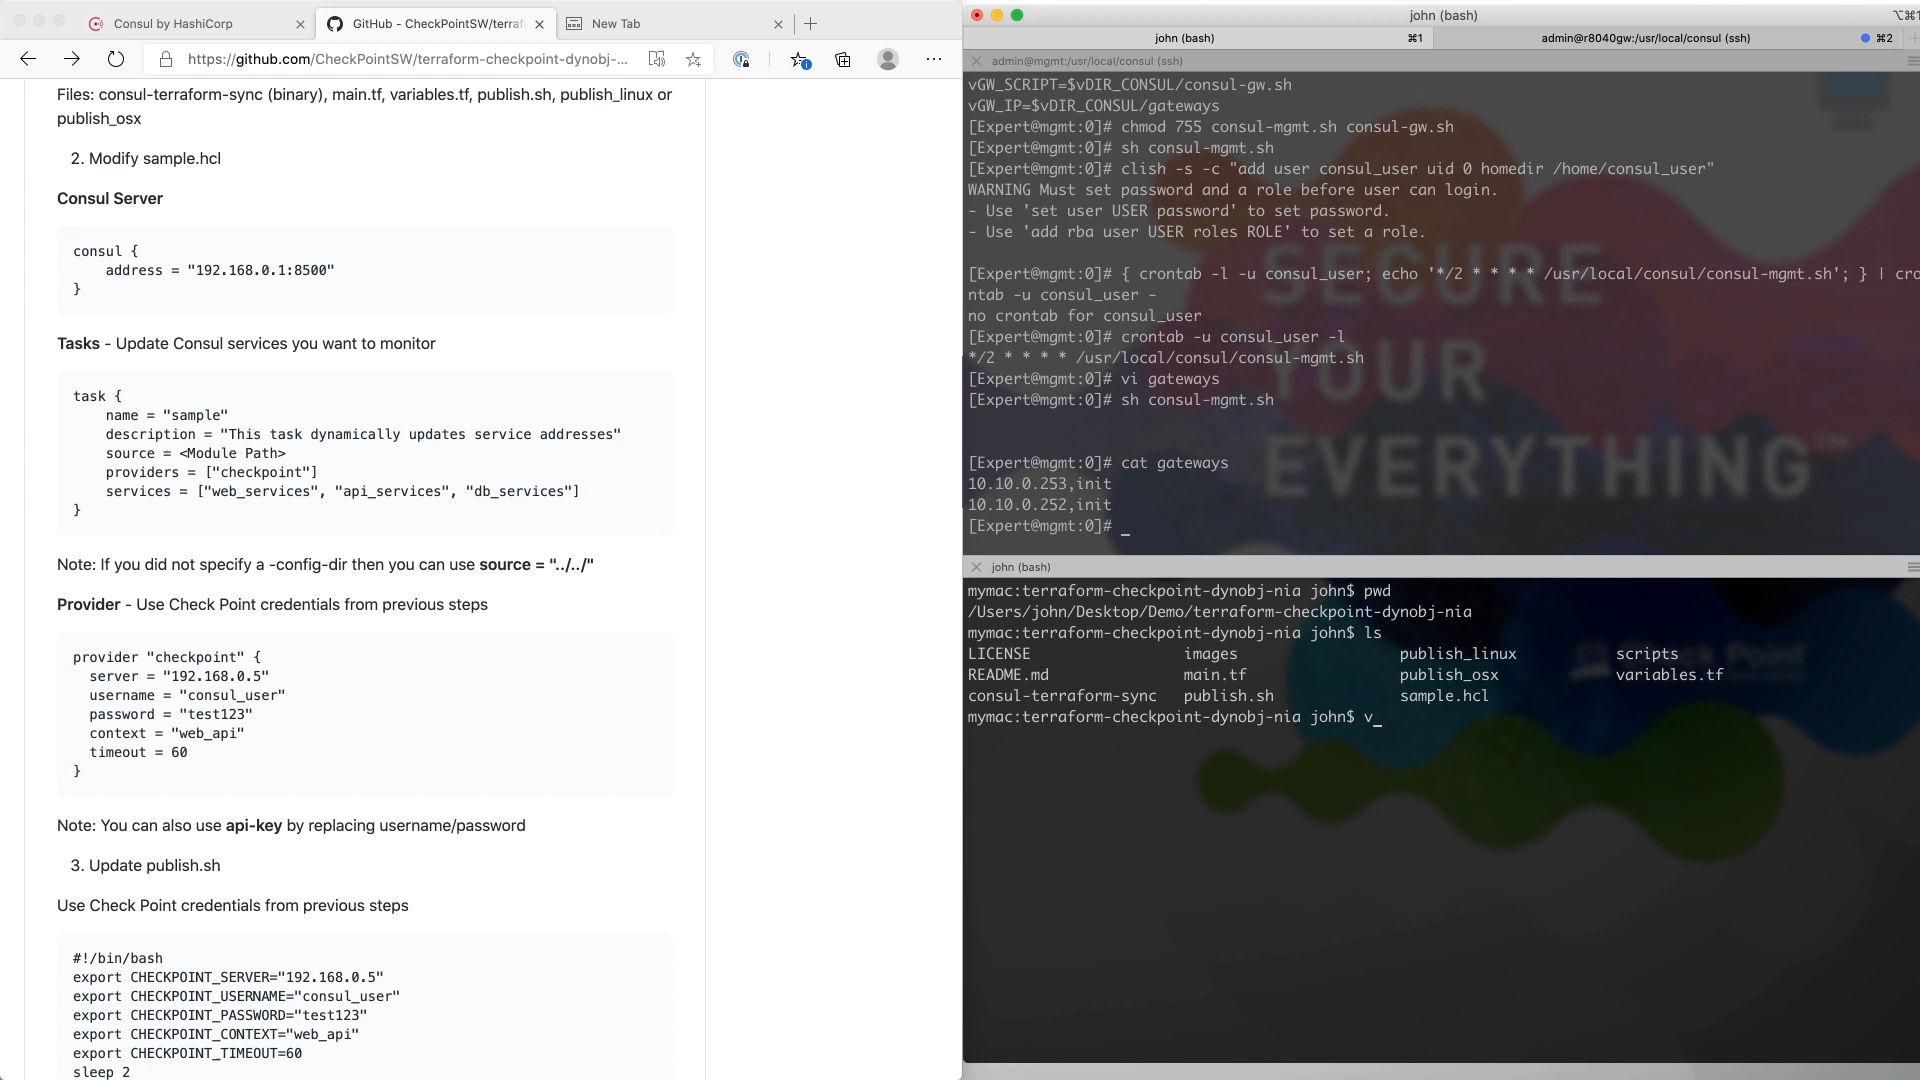 Consul by HashiCorp
GitHub - CheckPointSW/terraf
New Tab
https://github.com/CheckPointSW/terraform-checkpoint-dynobj-...
Files: consul-terraform-sync (binary), main.tf, variables.tf, publish.sh, publish_linux or
publish_osx
2. Modify sample.hcl
Consul Server
consul {
address = "192.168.0.1:8500"
}
Tasks - Update Consul services you want to monitor
task {
name = "sample"
description = "This task dynamically updates service addresses"
source = <Module Path>
providers = ["checkpoint"]
services = ["web_services", "api_services", "db_services"]
}
Note: If you did not specify a -config-dir then you can use source = "../../"
Provider - Use Check Point credentials from previous steps
provider "checkpoint" {
server = "192.168.0.5"
username = "consul_user"
password = "test123"
context = "web_api"
timeout = 60
}
Note: You can also use api-key by replacing username/password
3. Update publish.sh
Use Check Point credentials from previous steps
#!/bin/bash
export CHECKPOINT_SERVER="192.168.0.5"
export CHECKPOINT_USERNAME="consul_user"
export CHECKPOINT_PASSWORD="test123"
export CHECKPOINT_CONTEXT="web_api"
export CHECKPOINT_TIMEOUT=60
sleep 2
john (bash)
⌥⌘1
john (bash) ⌘1
admin@r8040gw:/usr/local/consul (ssh) ⌘2
admin@mgmt:/usr/local/consul (ssh)
vGW_SCRIPT=$vDIR_CONSUL/consul-gw.sh
vGW_IP=$vDIR_CONSUL/gateways
[Expert@mgmt:0]# chmod 755 consul-mgmt.sh consul-gw.sh
[Expert@mgmt:0]# sh consul-mgmt.sh
[Expert@mgmt:0]# clish -s -c "add user consul_user uid 0 homedir /home/consul_user"
WARNING Must set password and a role before user can login.
- Use 'set user USER password' to set password.
- Use 'add rba user USER roles ROLE' to set a role.
[Expert@mgmt:0]# { crontab -l -u consul_user; echo '*/2 * * * * /usr/local/consul/consul-mgmt.sh'; } | cro
ntab -u consul_user -
no crontab for consul_user
[Expert@mgmt:0]# crontab -u consul_user -l
*/2 * * * * /usr/local/consul/consul-mgmt.sh
[Expert@mgmt:0]# vi gateways
[Expert@mgmt:0]# sh consul-mgmt.sh
[Expert@mgmt:0]# cat gateways
10.10.0.253,init
10.10.0.252,init
[Expert@mgmt:0]# _
SECURE
YOUR
EVERYTHING™
john (bash)
mymac:terraform-checkpoint-dynobj-nia john$ pwd
/Users/john/Desktop/Demo/terraform-checkpoint-dynobj-nia
mymac:terraform-checkpoint-dynobj-nia john$ ls
LICENSE images publish_linux scripts
README.md main.tf publish_osx variables.tf
consul-terraform-sync publish.sh sample.hcl
mymac:terraform-checkpoint-dynobj-nia john$ v_
Check Point